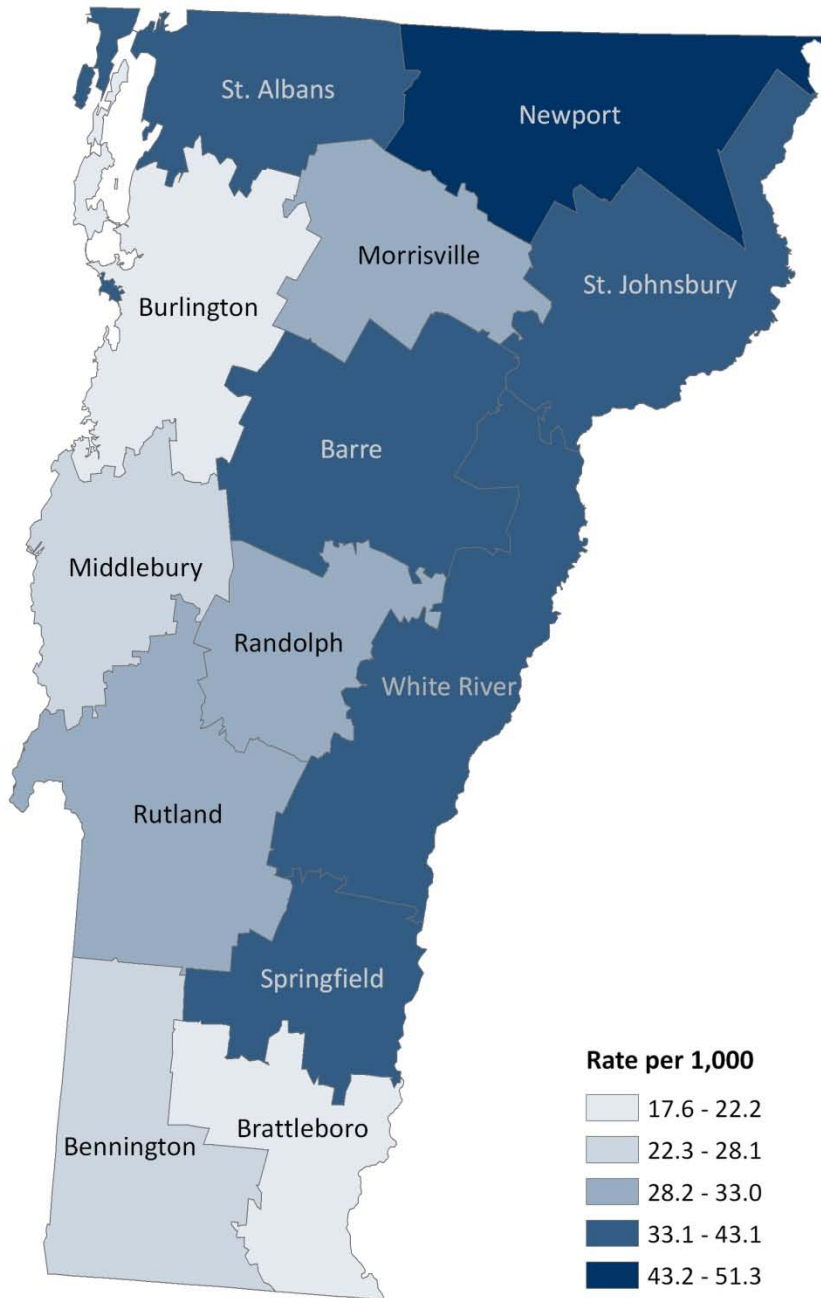 St. Albans
Newport
Morrisville
St. Johnsbury
Burlington
Barre
Middlebury
Randolph
White River
Rutland
Springfield
Brattleboro
Bennington
Rate per 1,000
17.6 - 22.2
22.3 - 28.1
28.2 - 33.0
33.1 - 43.1
43.2 - 51.3